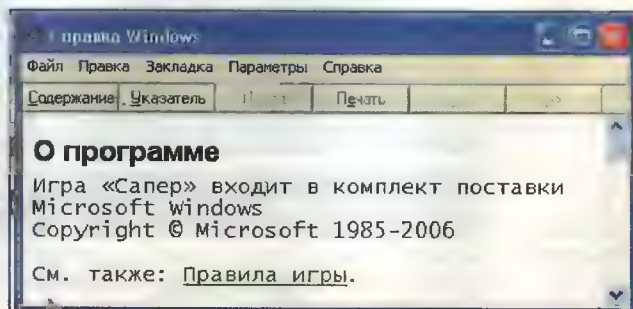 Справка Windows
Файл Правка Закладка Параметры Справка
Содержание Указатель Печать
О программе
Игра «Сапер» входит в комплект поставки
Microsoft Windows
Copyright © Microsoft 1985-2006
См. также: Правила игры.